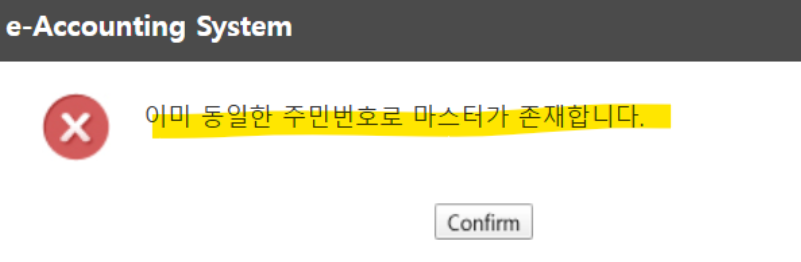 e-Accounting System
이미 동일한 주민번호로 마스터가 존재합니다.
Confirm